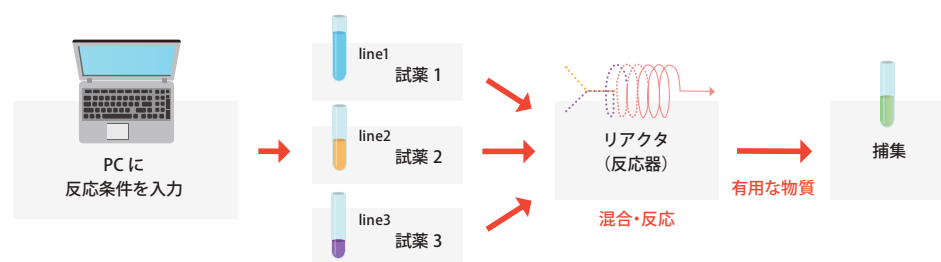 PC に
反応条件を入力
line1
試薬 1
line2
試薬 2
line3
試薬 3
リアクタ
（反応器）
混合・反応
有用な物質
捕集